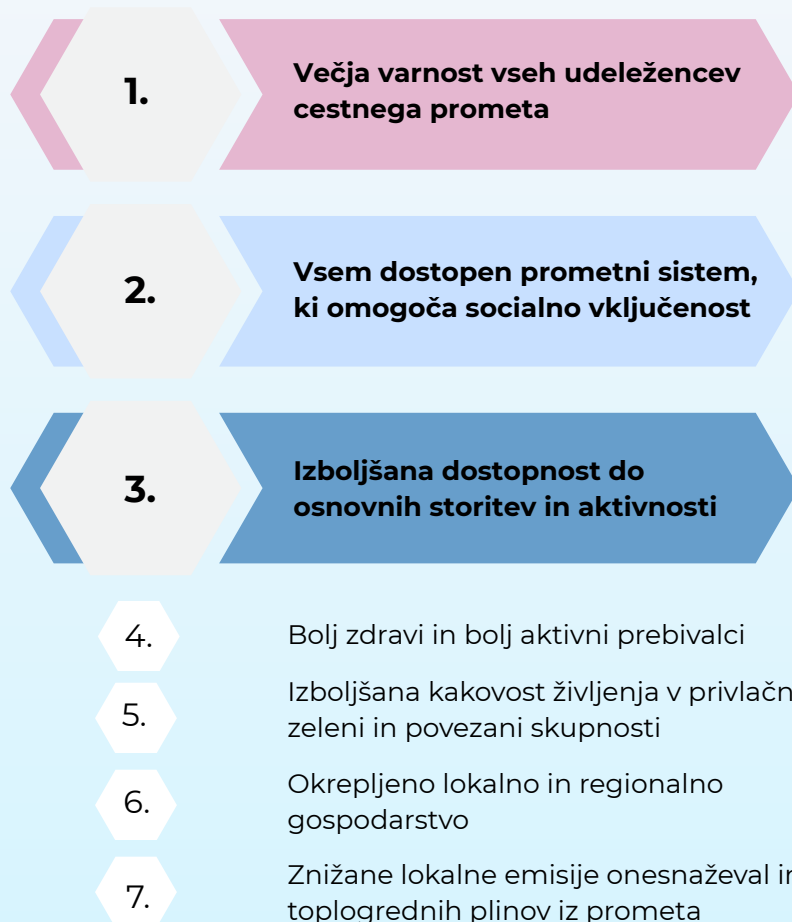 1.
Večja varnost vseh udeležencev
cestnega prometa
2.
Vsem dostopen prometni sistem,
ki omogoča socialno vključenost
3.
Izboljšana dostopnost do
osnovnih storitev in aktivnosti
4.
Bolj zdravi in bolj aktivni prebivalci
5.
Izboljšana kakovost življenja v
zeleni in povezani skupnosti
6.
Okrepljeno lokalno in regionalno
gospodarstvo
7.
Znižane lokalne emisije onesnaževal
toplogrednih plinov iz prometa